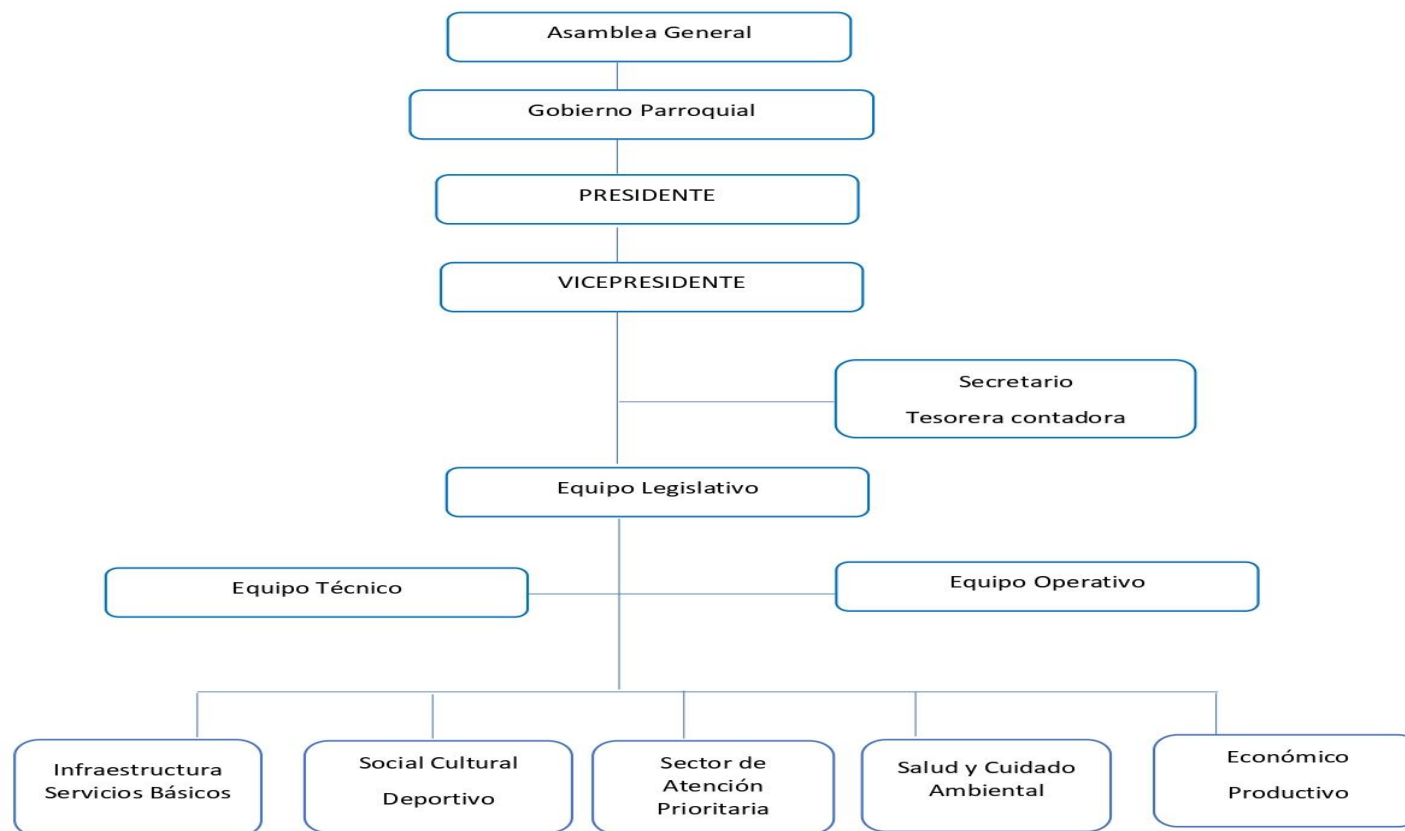 Asamblea General
Gobierno Parroquial
PRESIDENTE
VICEPRESIDENTE
Secretario
Tesorera contadora
Equipo Legislativo
Equipo Técnico
Equipo Operativo
Infraestructura
Servicios Básicos
Social Cultural
Deportivo
Sector de
Atención
Prioritaria
Salud y Cuidado
Ambiental
Económico
Productivo